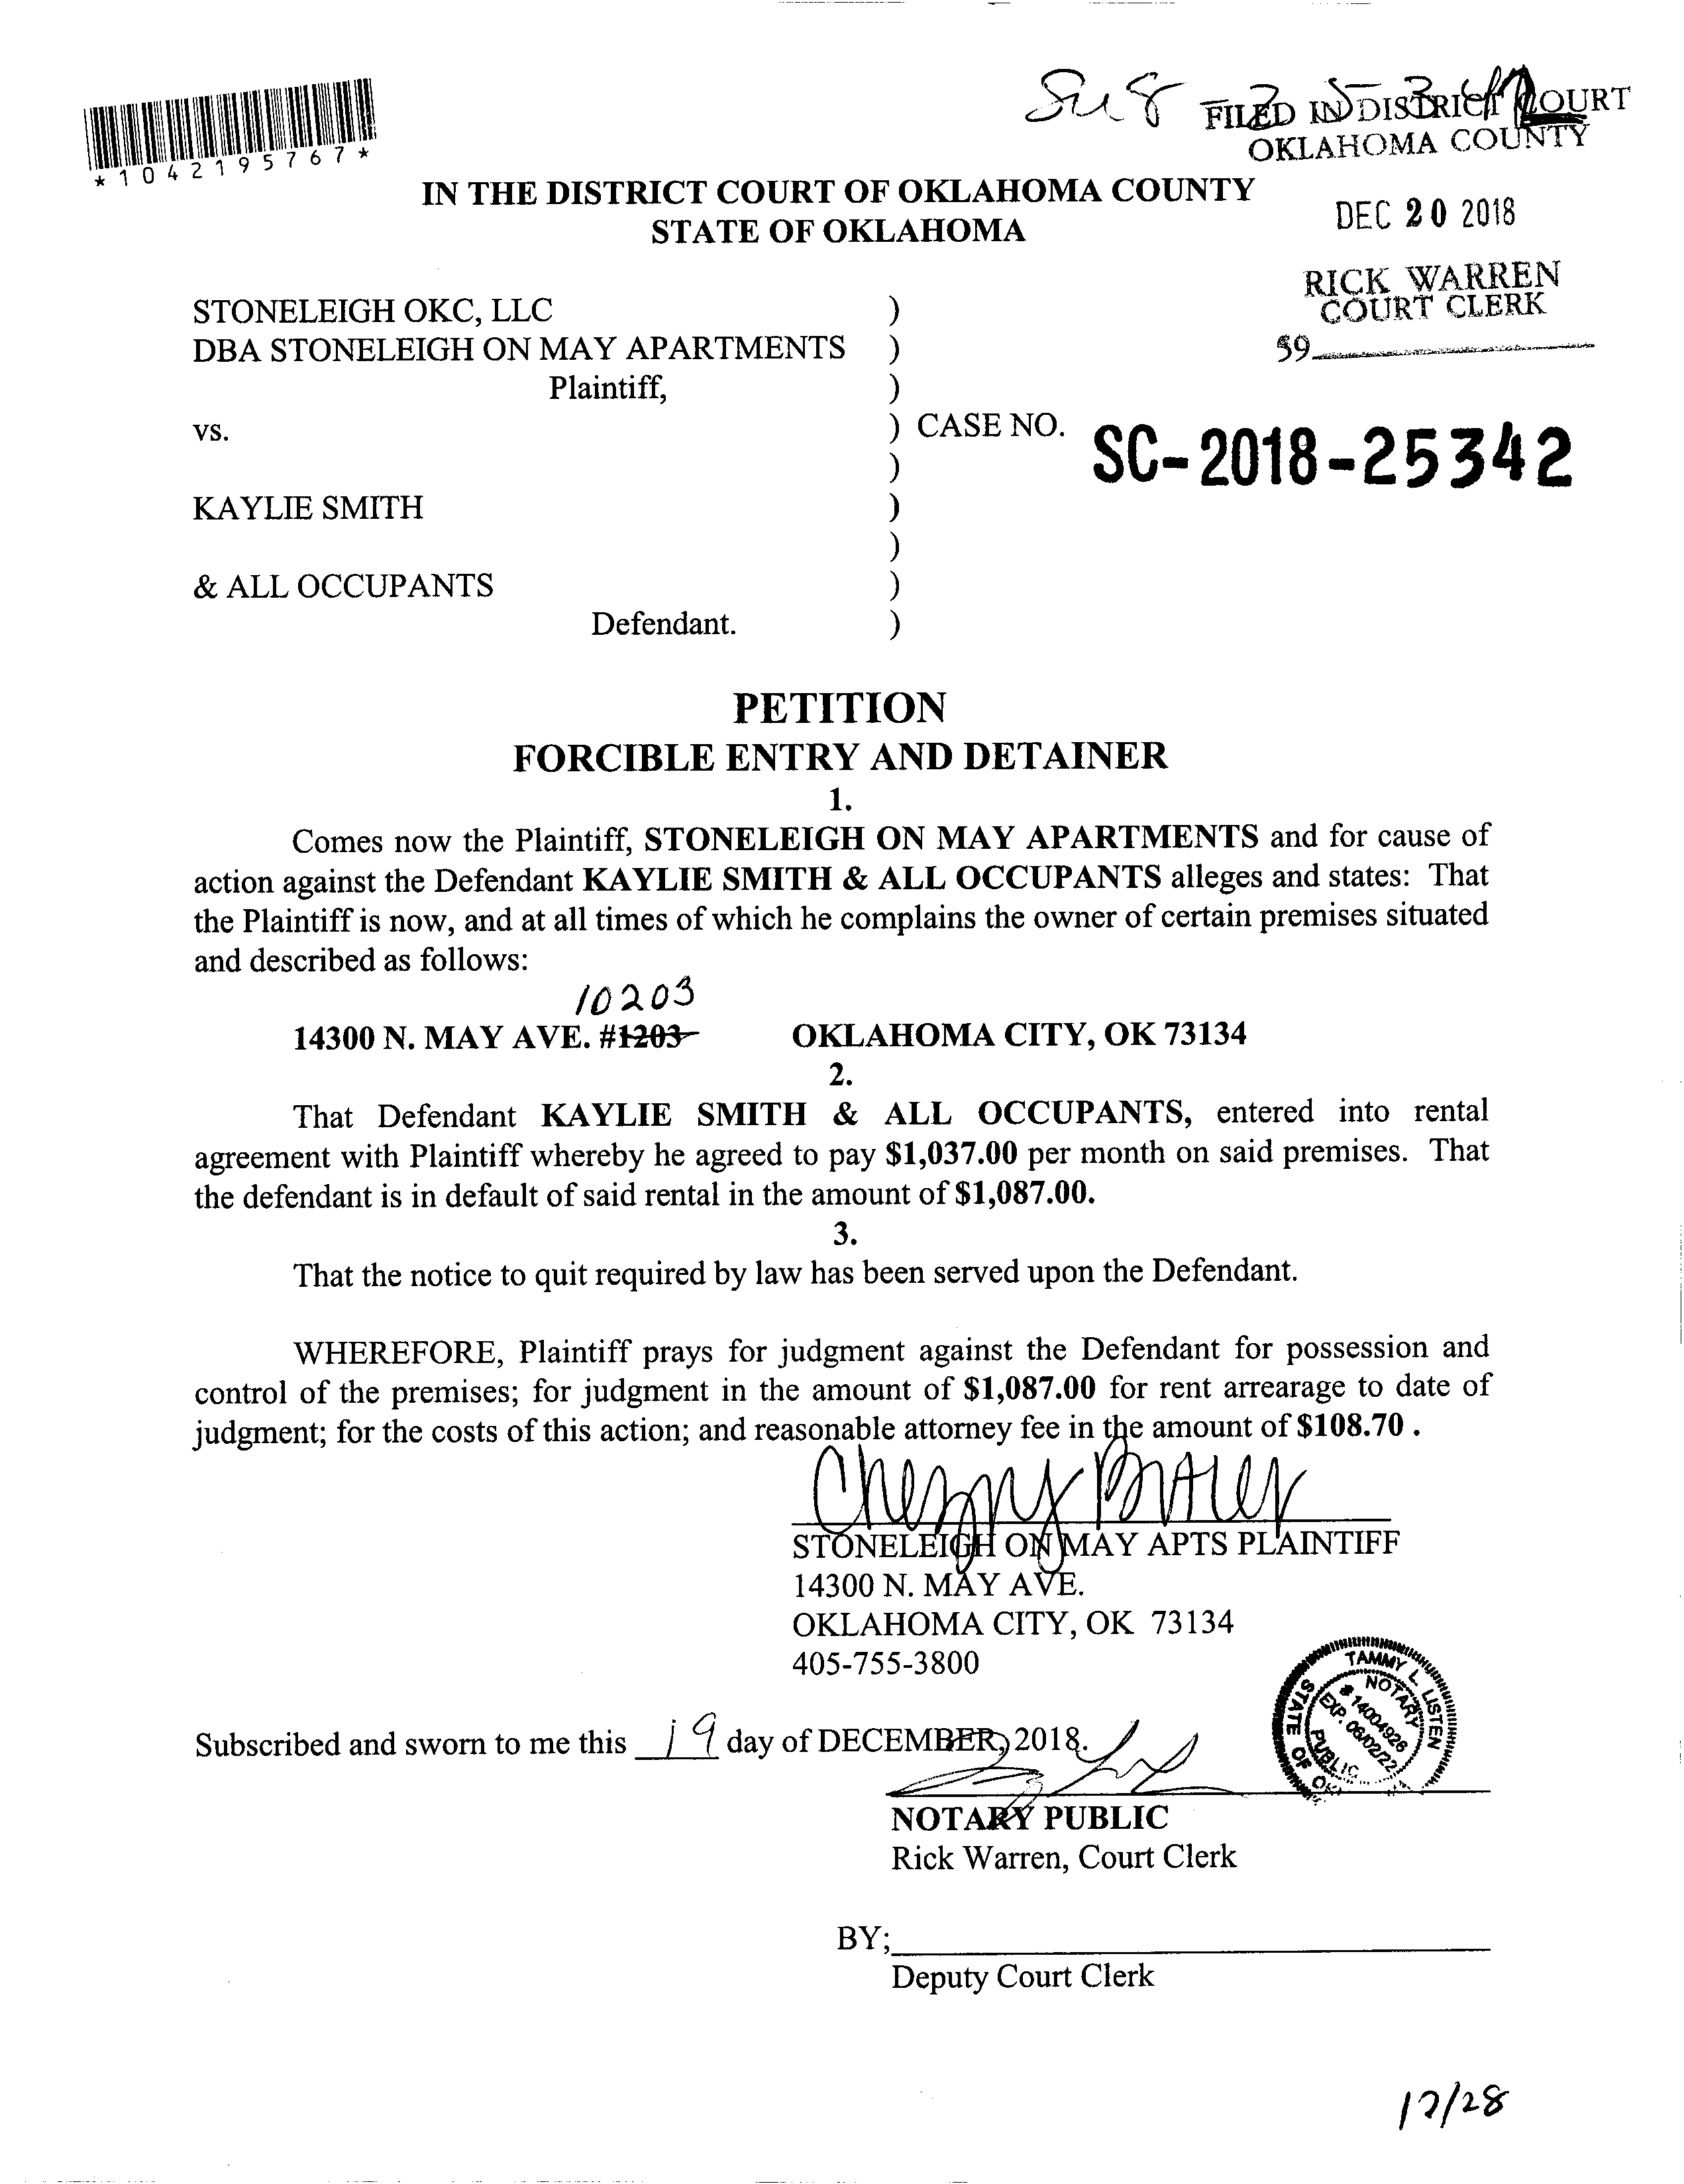 *1042195767*
FILED IN DISTRICT COURT
OKLAHOMA COUNTY
IN THE DISTRICT COURT OF OKLAHOMA COUNTY
STATE OF OKLAHOMA
DEC 20 2018
RICK WARREN
COURT CLERK
59
STONELEIGH OKC, LLC )
DBA STONELEIGH ON MAY APARTMENTS )
Plaintiff, )
vs. ) CASE NO. SC-2018-25342
)
KAYLIE SMITH )
)
& ALL OCCUPANTS )
Defendant. )
PETITION
FORCIBLE ENTRY AND DETAINER
1.
Comes now the Plaintiff, STONELEIGH ON MAY APARTMENTS and for cause of
action against the Defendant KAYLIE SMITH & ALL OCCUPANTS alleges and states: That
the Plaintiff is now, and at all times of which he complains the owner of certain premises situated
and described as follows:
10203
14300 N. MAY AVE. #1203 OKLAHOMA CITY, OK 73134
2.
That Defendant KAYLIE SMITH & ALL OCCUPANTS, entered into rental
agreement with Plaintiff whereby he agreed to pay $1,037.00 per month on said premises. That
the defendant is in default of said rental in the amount of $1,087.00.
3.
That the notice to quit required by law has been served upon the Defendant.
WHEREFORE, Plaintiff prays for judgment against the Defendant for possession and
control of the premises; for judgment in the amount of $1,087.00 for rent arrearage to date of
judgment; for the costs of this action; and reasonable attorney fee in the amount of $108.70 .
STONELEIGH ON MAY APTS PLAINTIFF
14300 N. MAY AVE.
OKLAHOMA CITY, OK 73134
405-755-3800
TAMMY L. LISTEN
NOTARY
# 14004926
EXP. 06/02/22
PUBLIC
STATE OF
Subscribed and sworn to me this 19 day of DECEMBER, 2018.
NOTARY PUBLIC
Rick Warren, Court Clerk
BY;
Deputy Court Clerk
12/28